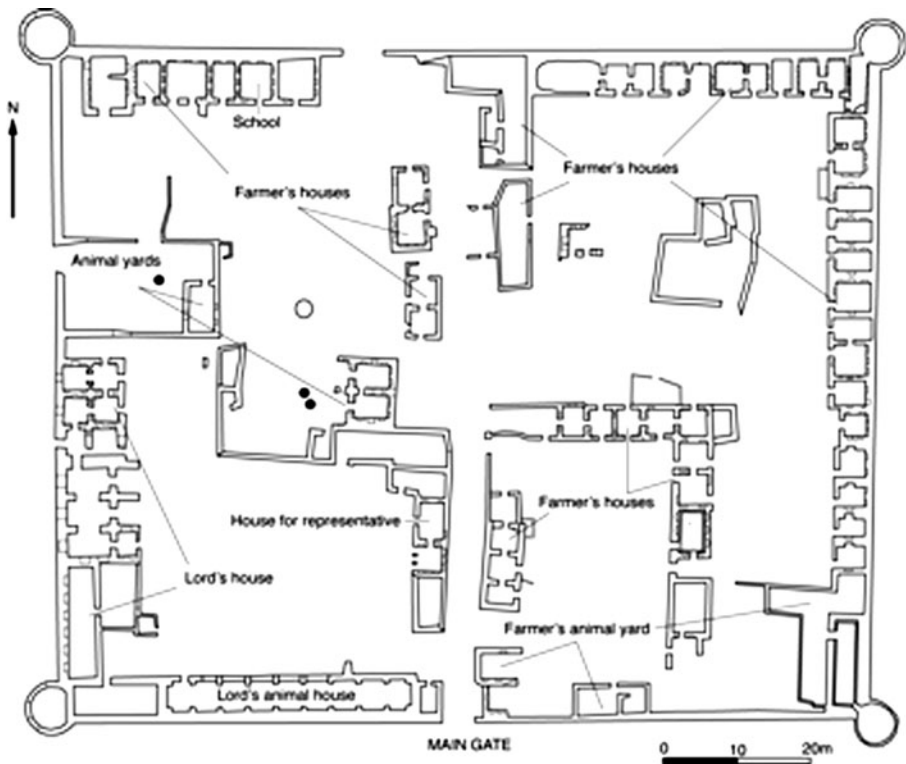 N
School
Farmer's houses
Farmer's houses
Animal yards
House for representative
Farmer's houses
Lord's house
Farmer's animal yard
Lord's animal house
MAIN GATE
0 10 20m